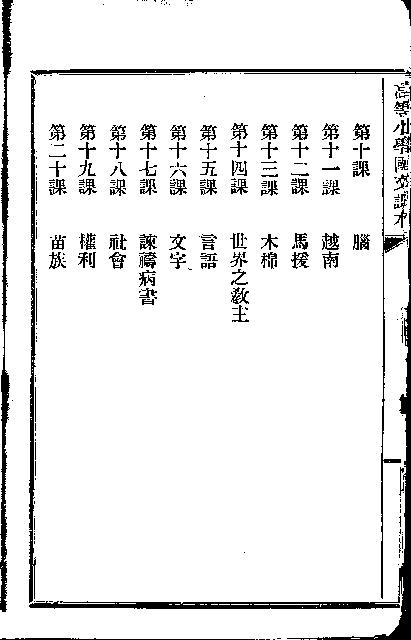 高等小學國文課本
第十課 腦
第十一課 越南
第十二課 馬援
第十三課 木棉
第十四課 世界之敎主
第十五課 言語
第十六課 文字
第十七課 諫禱病書
第十八課 社會
第十九課 權利
第二十課 苗族